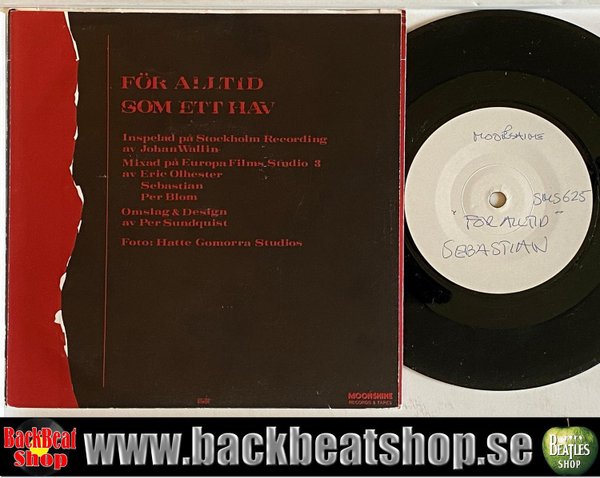 FÖR ALLTID
SOM ETT HAV
Inspelad på Stockholm Recording
av Johan Wallin
Mixad på Europa Films Studio 3
av Eric Olhester
Sebastian
Per Blom
Omslag & Design
av Per Sundquist
Foto: Hatte Gomorra Studios
MOONSHINE
RECORDS & TAPES
MOONSHINE
SMS625
"FÖR ALLTID"
SEBASTIAN
BackBeat
Shop
www.backbeatshop.se
BEATLES
SHOP